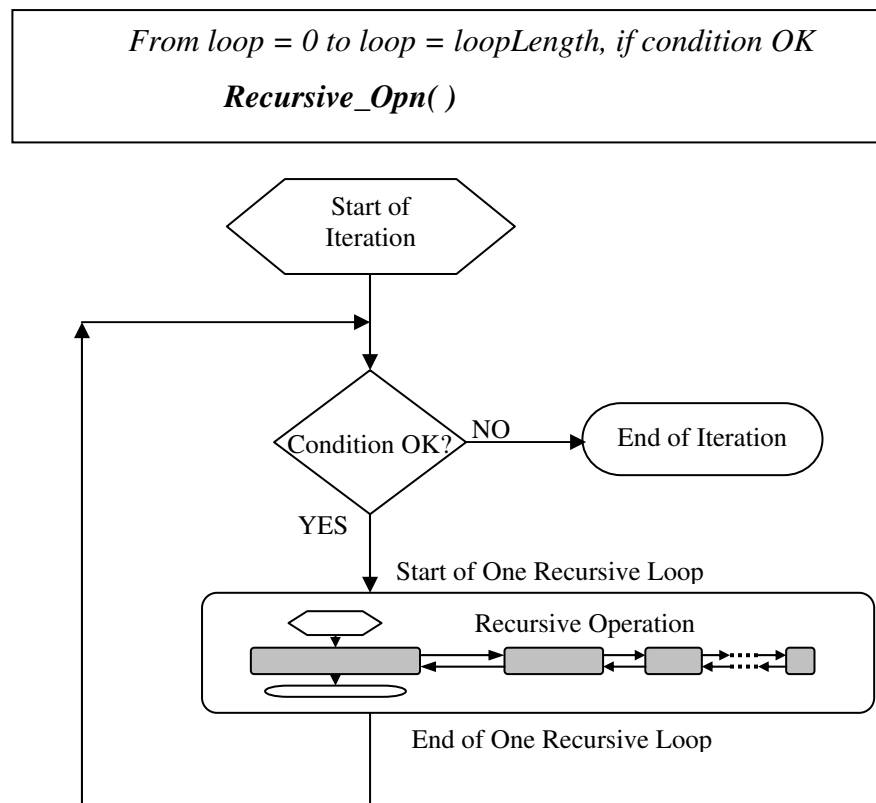 From loop = 0 to loop = loopLength, if condition OK
Recursive_Opn( )
Start of
Iteration
Condition OK?
NO
End of Iteration
YES
Start of One Recursive Loop
Recursive Operation
End of One Recursive Loop